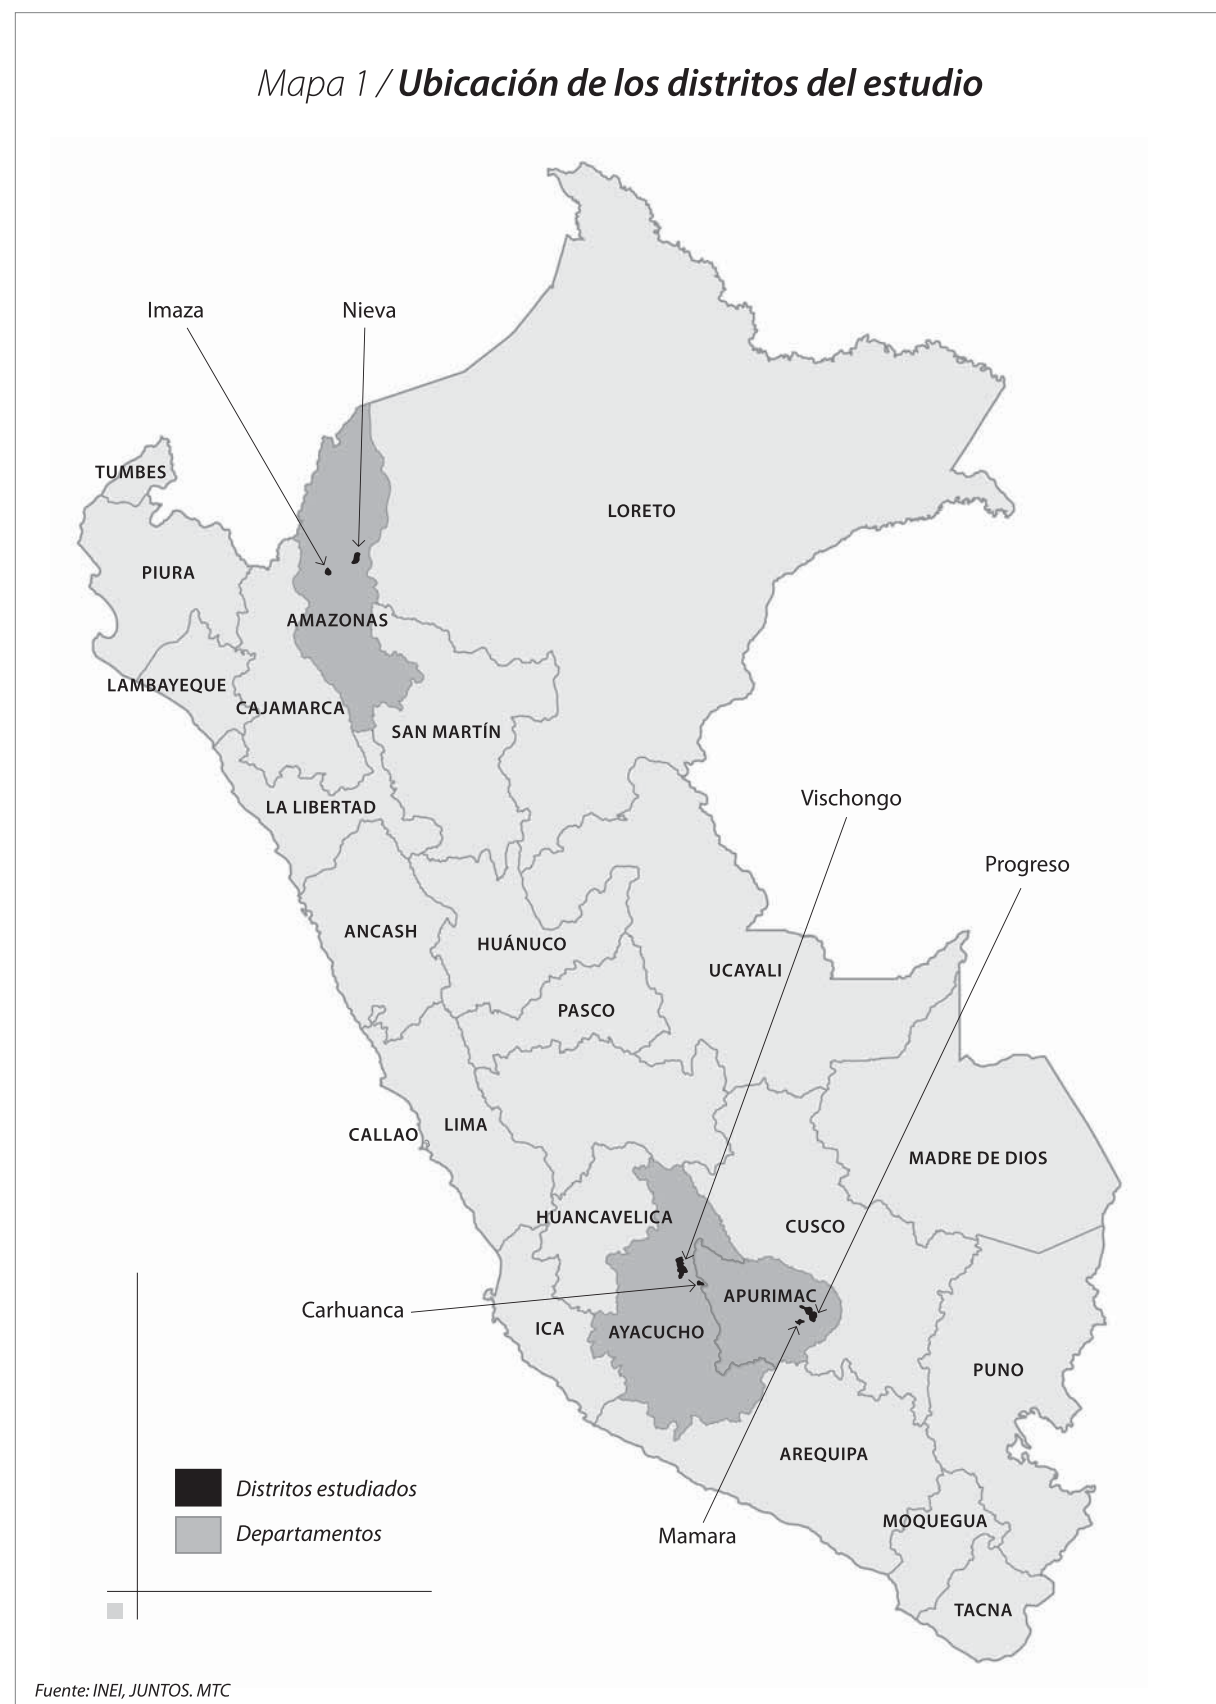 Mapa 1 / Ubicación de los distritos del estudio
Imaza
Nieva
TUMBES
LORETO
PIURA
AMAZONAS
LAMBAYEQUE
CAJAMARCA
SAN MARTÍN
LA LIBERTAD
Vischongo
Progreso
ANCASH
HUÁNUCO
UCAYALI
PASCO
LIMA
CALLAO
MADRE DE DIOS
HUANCAVELICA
CUSCO
APURIMAC
Carhuanca
ICA
AYACUCHO
PUNO
AREQUIPA
Distritos estudiados
Departamentos
MOQUEGUA
Mamara
TACNA
Fuente: INEI, JUNTOS. MTC